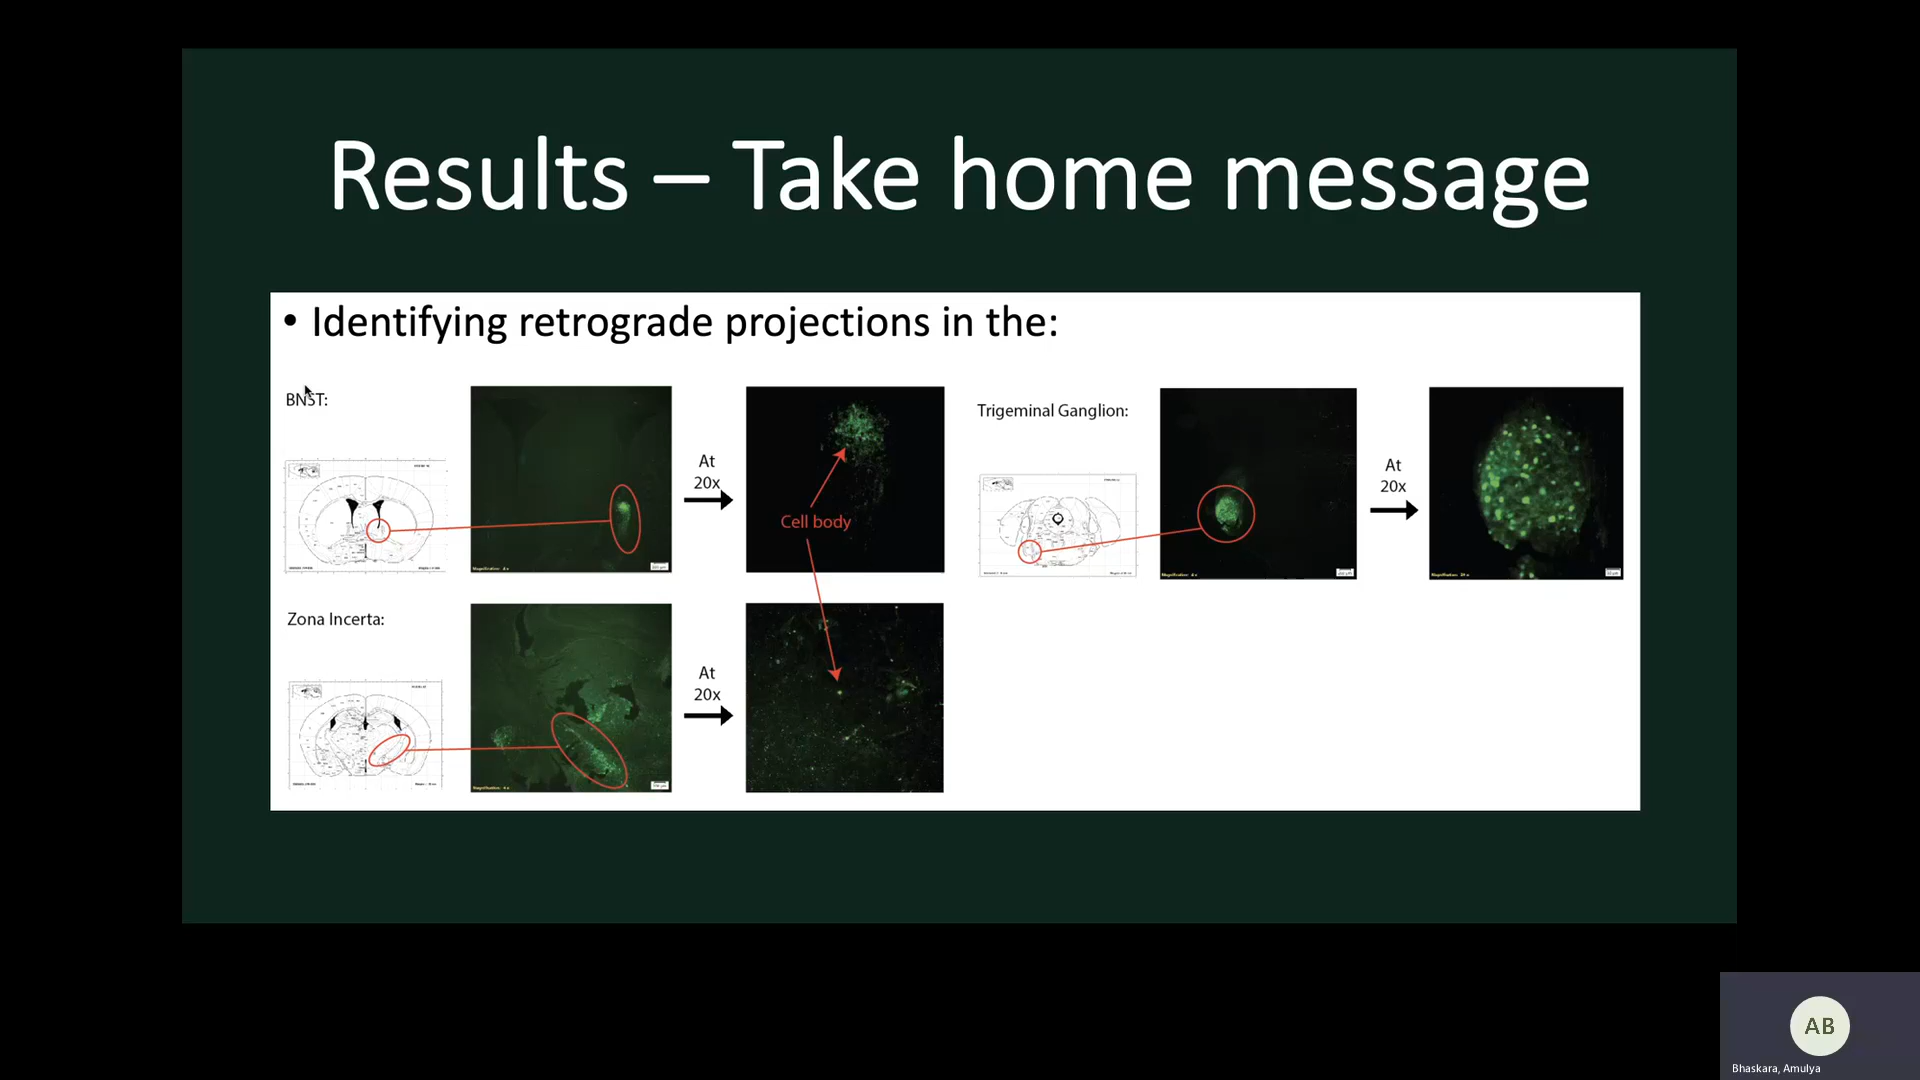 Results – Take home message
• Identifying retrograde projections in the:
BNST:
At
20x
Cell body
Trigeminal Ganglion:
At
20x
Zona Incerta:
At
20x
AB
Bhaskara, Amulya